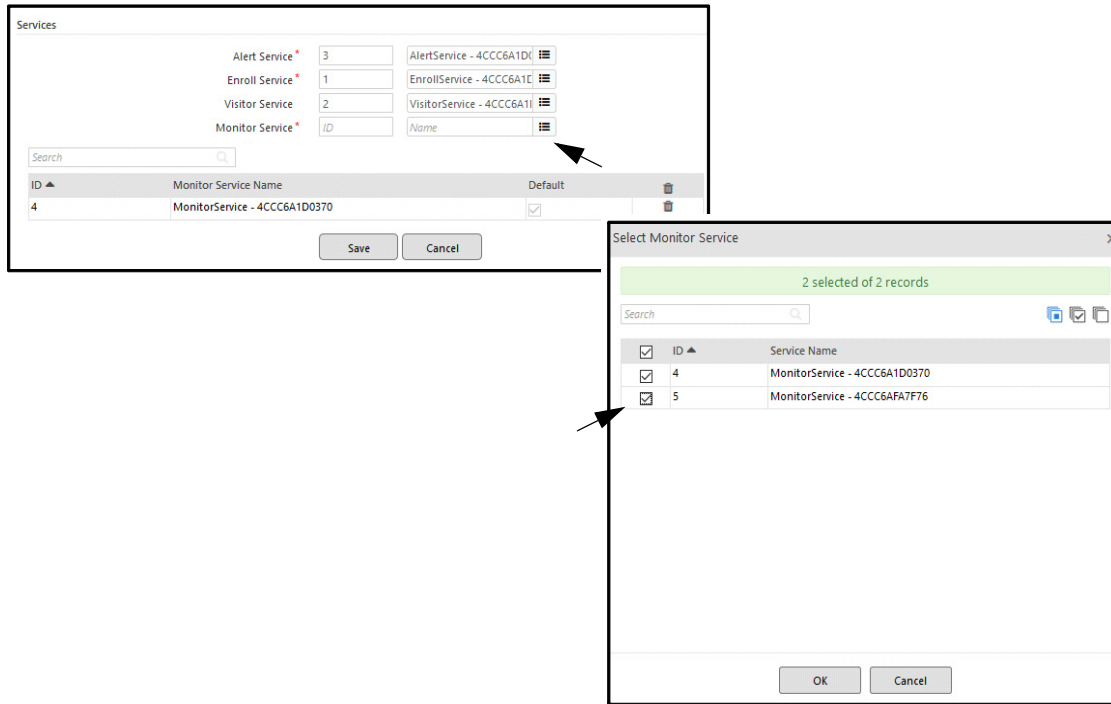 Services
Alert Service * 3 AlertService - 4CCC6A1D(
Enroll Service * 1 EnrollService - 4CCC6A1E
Visitor Service 2 VisitorService - 4CCC6A1I
Monitor Service * ID Name
Search
ID Monitor Service Name Default
4 MonitorService - 4CCC6A1D0370
Save Cancel
Select Monitor Service
2 selected of 2 records
Search
ID Service Name
4 MonitorService - 4CCC6A1D0370
5 MonitorService - 4CCC6AFA7F76
OK Cancel